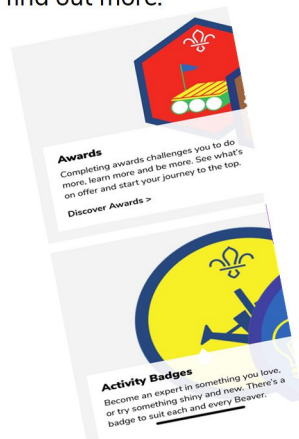 find out more.
Awards
Completing awards challenges you to do
more, learn more and be more. See what's
on offer and start your journey to the top.
Discover Awards >
Activity Badges
Become an expert in something you love,
or try something shiny and new. There's a
badge to suit each and every Beaver.